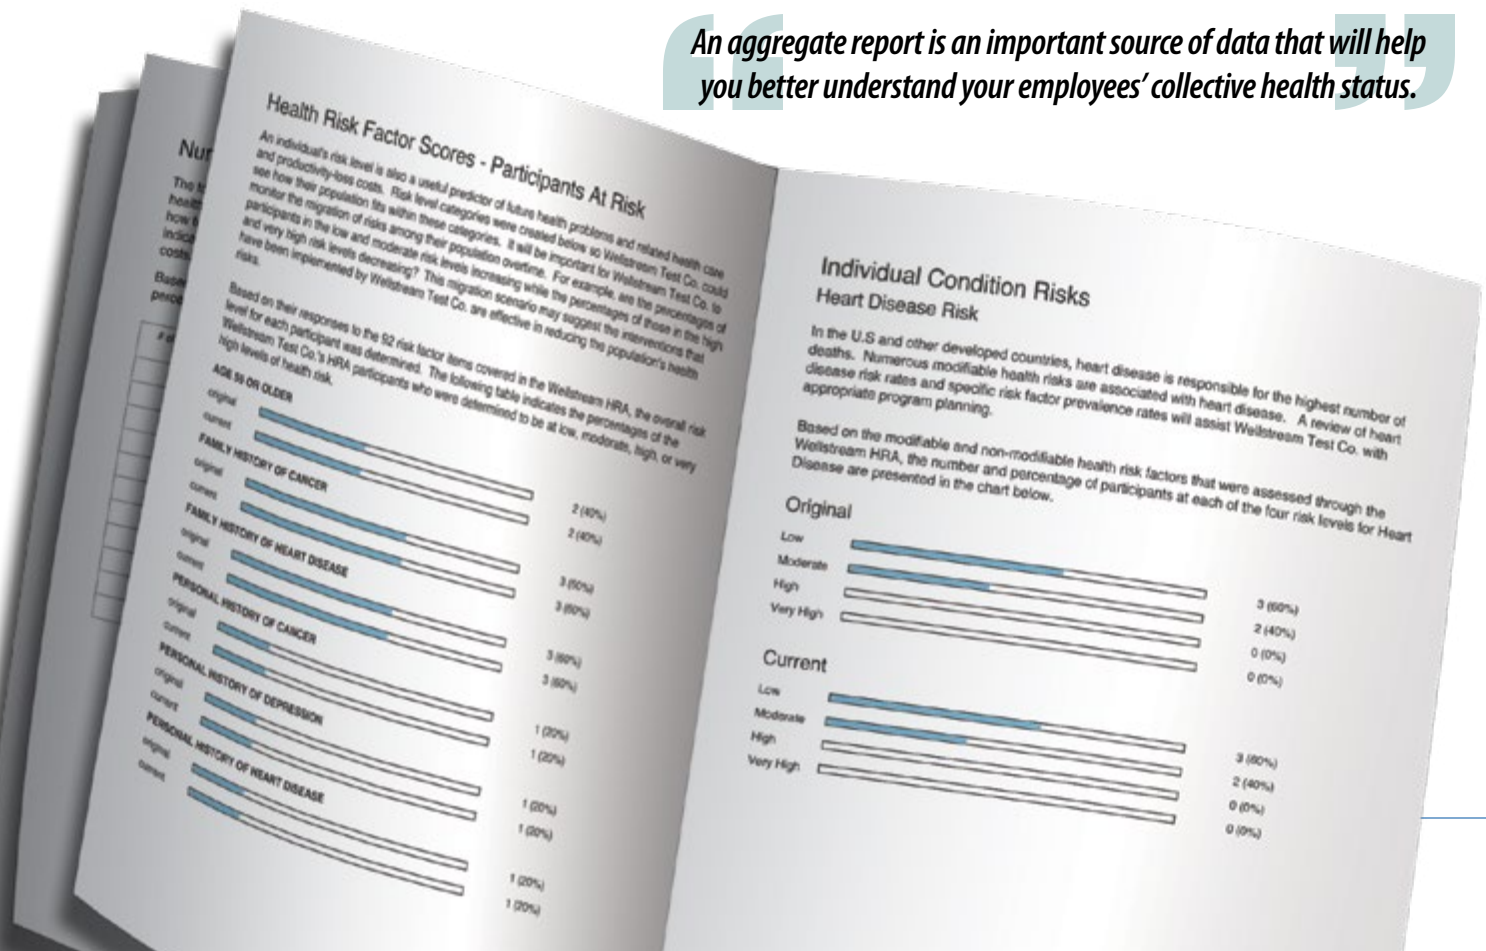 An aggregate report is an important source of data that will help
you better understand your employees' collective health status.
Nur
The
health
how
indica
costs
Base
perce
# of
Health Risk Factor Scores - Participants At Risk
An individual's risk level is also a useful predictor of future health problems and related health care
and productivity-loss costs. Risk level categories were created below so Wellstream Test Co. could
see how their population fits within these categories. It will be important for Wellstream Test Co. to
monitor the migration of risks among their population overtime. For example, are the percentages of
participants in the low and moderate risk levels increasing while the percentages of those in the high
and very high risk levels decreasing? This migration scenario may suggest the interventions that
have been implemented by Wellstream Test Co. are effective in reducing the population's health
risks.
Based on their responses to the 92 risk factor items covered in the Wellstream HRA, the overall risk
level for each participant was determined. The following table indicates the percentages of the
Wellstream Test Co.'s HRA participants who were determined to be at low, moderate, high, or very
high levels of health risk.
AGE 55 OR OLDER
original 2 (40%)
current 2 (40%)
FAMILY HISTORY OF CANCER
original 3 (60%)
current 3 (60%)
FAMILY HISTORY OF HEART DISEASE
original 3 (60%)
current 3 (60%)
PERSONAL HISTORY OF CANCER
original 1 (20%)
current 1 (20%)
PERSONAL HISTORY OF DEPRESSION
original 1 (20%)
current 1 (20%)
PERSONAL HISTORY OF HEART DISEASE
original 1 (20%)
current 1 (20%)
Individual Condition Risks
Heart Disease Risk
In the U.S and other developed countries, heart disease is responsible for the highest number of
deaths. Numerous modifiable health risks are associated with heart disease. A review of heart
disease risk rates and specific risk factor prevalence rates will assist Wellstream Test Co. with
appropriate program planning.
Based on the modifiable and non-modifiable health risk factors that were assessed through the
Wellstream HRA, the number and percentage of participants at each of the four risk levels for Heart
Disease are presented in the chart below.
Original
Low 3 (60%)
Moderate 2 (40%)
High 0 (0%)
Very High 0 (0%)
Current
Low 3 (60%)
Moderate 2 (40%)
High 0 (0%)
Very High 0 (0%)